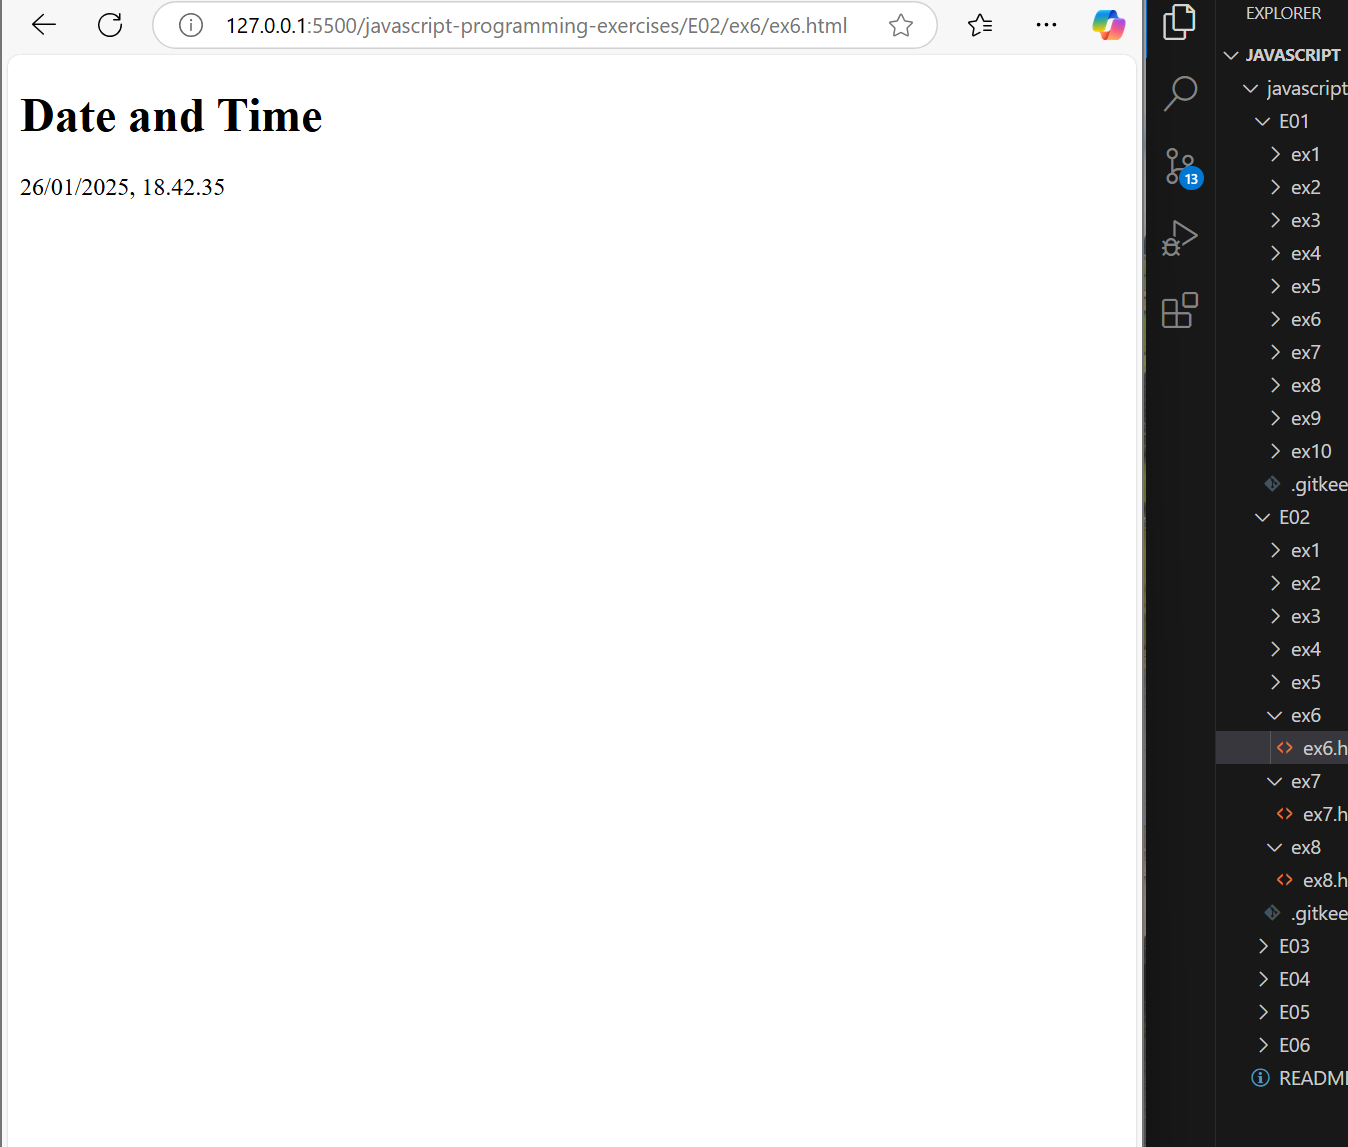 127.0.0.1:5500/javascript-programming-exercises/E02/ex6/ex6.html
Date and Time
26/01/2025, 18.42.35
13
EXPLORER
JAVASCRIPT
javascript
E01
ex1
ex2
ex3
ex4
ex5
ex6
ex7
ex8
ex9
ex10
.gitkee
E02
ex1
ex2
ex3
ex4
ex5
ex6
ex6.h
ex7
ex7.h
ex8
ex8.h
.gitkee
E03
E04
E05
E06
README